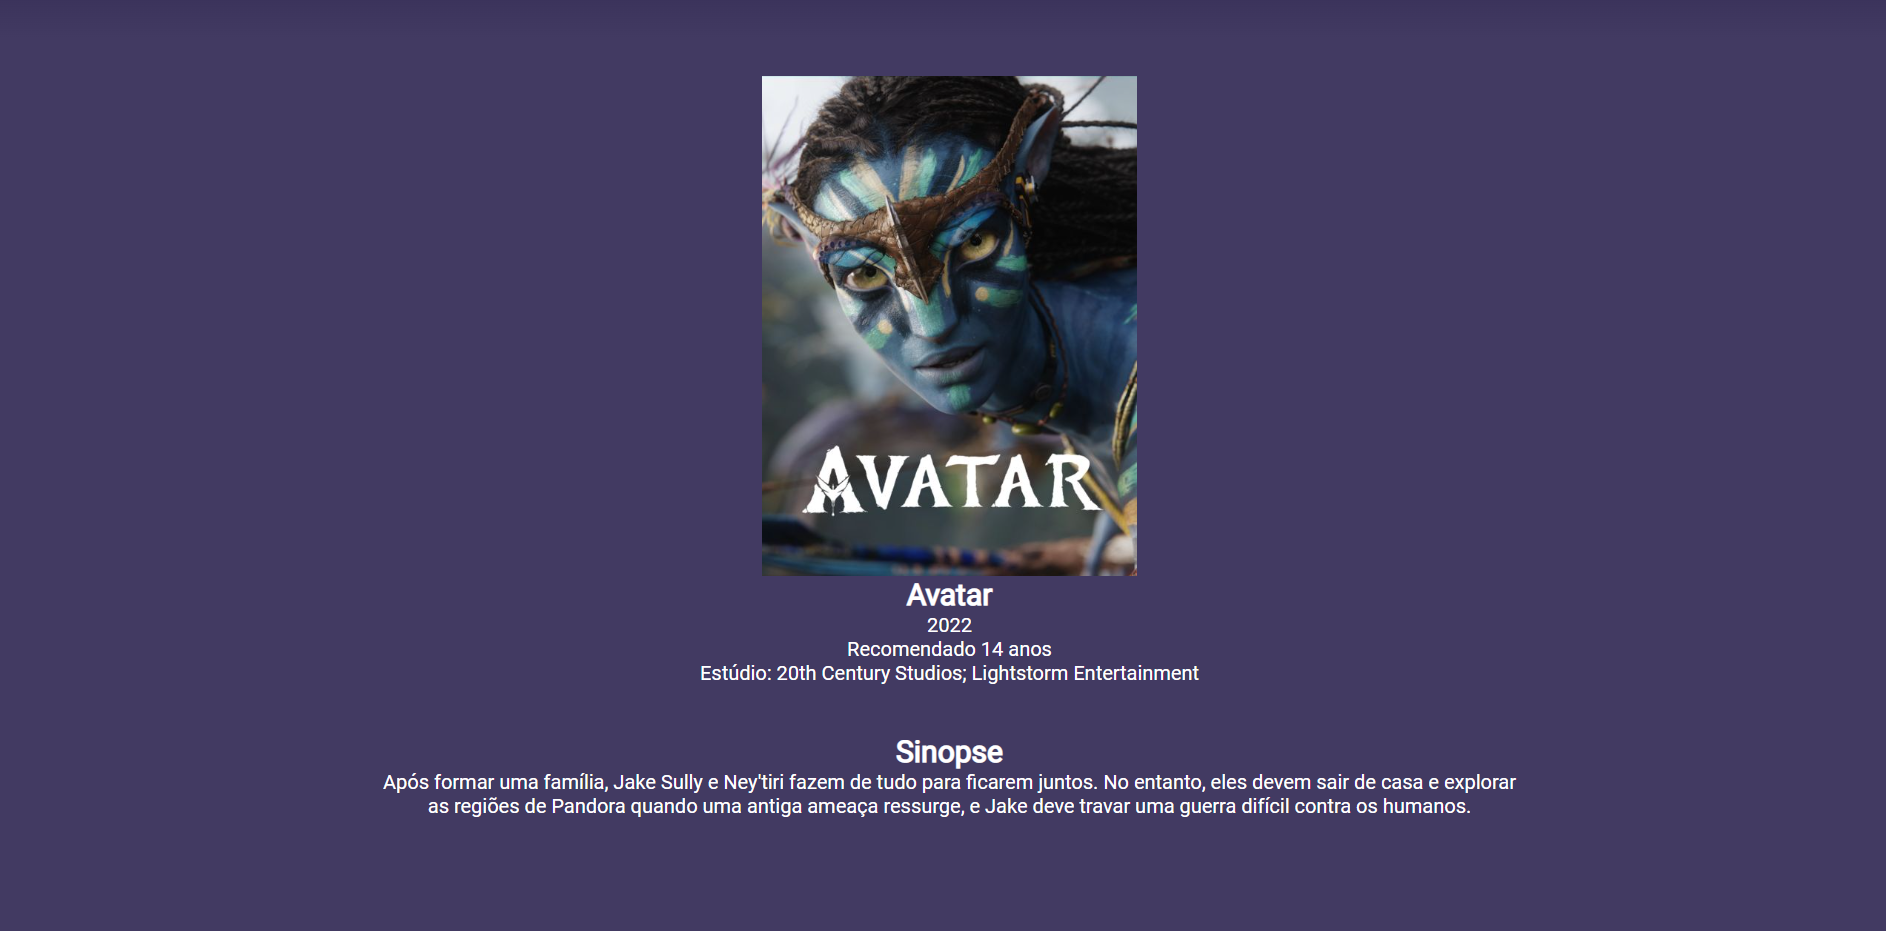 AVATAR
Avatar
2022
Recomendado 14 anos
Estúdio: 20th Century Studios; Lightstorm Entertainment
Sinopse
Após formar uma família, Jake Sully e Ney'tiri fazem de tudo para ficarem juntos. No entanto, eles devem sair de casa e explorar
as regiões de Pandora quando uma antiga ameaça ressurge, e Jake deve travar uma guerra difícil contra os humanos.